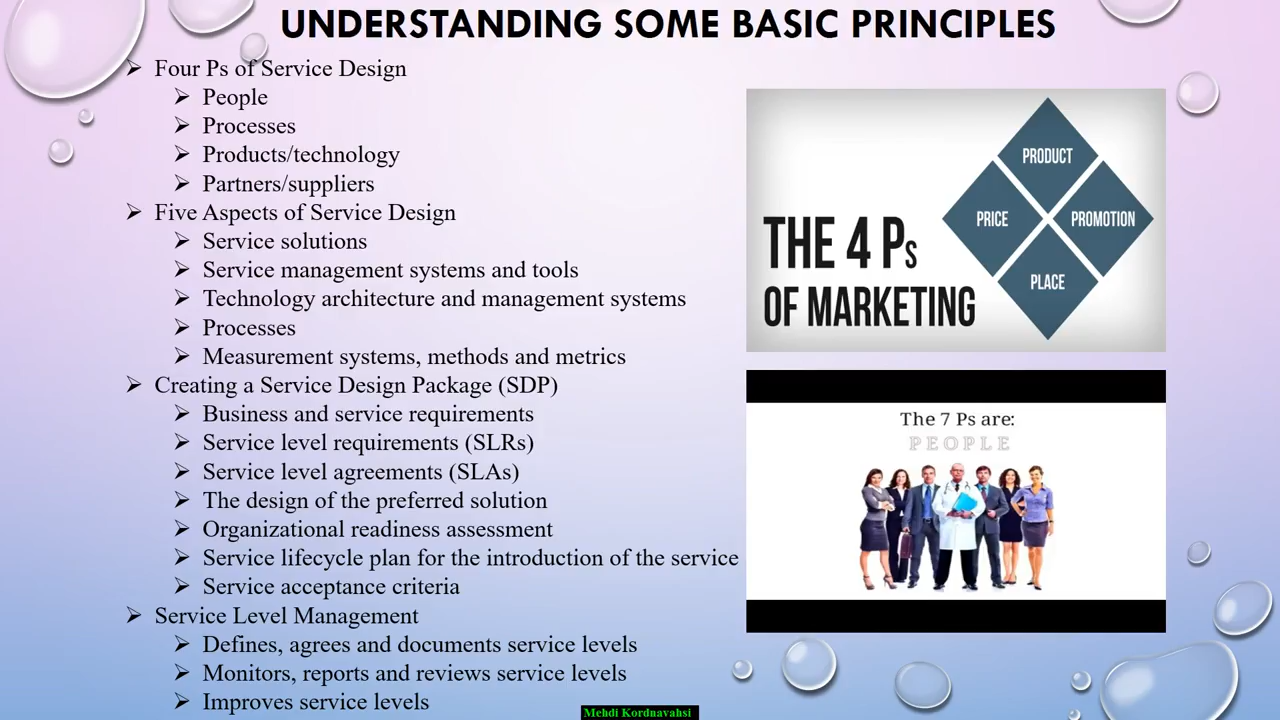 UNDERSTANDING SOME BASIC PRINCIPLES
Four Ps of Service Design
People
Processes
Products/technology
Partners/suppliers
Five Aspects of Service Design
Service solutions
Service management systems and tools
Technology architecture and management systems
Processes
Measurement systems, methods and metrics
Creating a Service Design Package (SDP)
Business and service requirements
Service level requirements (SLRs)
Service level agreements (SLAs)
The design of the preferred solution
Organizational readiness assessment
Service lifecycle plan for the introduction of the service
Service acceptance criteria
Service Level Management
Defines, agrees and documents service levels
Monitors, reports and reviews service levels
Improves service levels
THE 4 Ps
OF MARKETING
PRODUCT
PRICE
PROMOTION
PLACE
The 7 Ps are:
PEOPLE
Mehdi Kordnavahsi